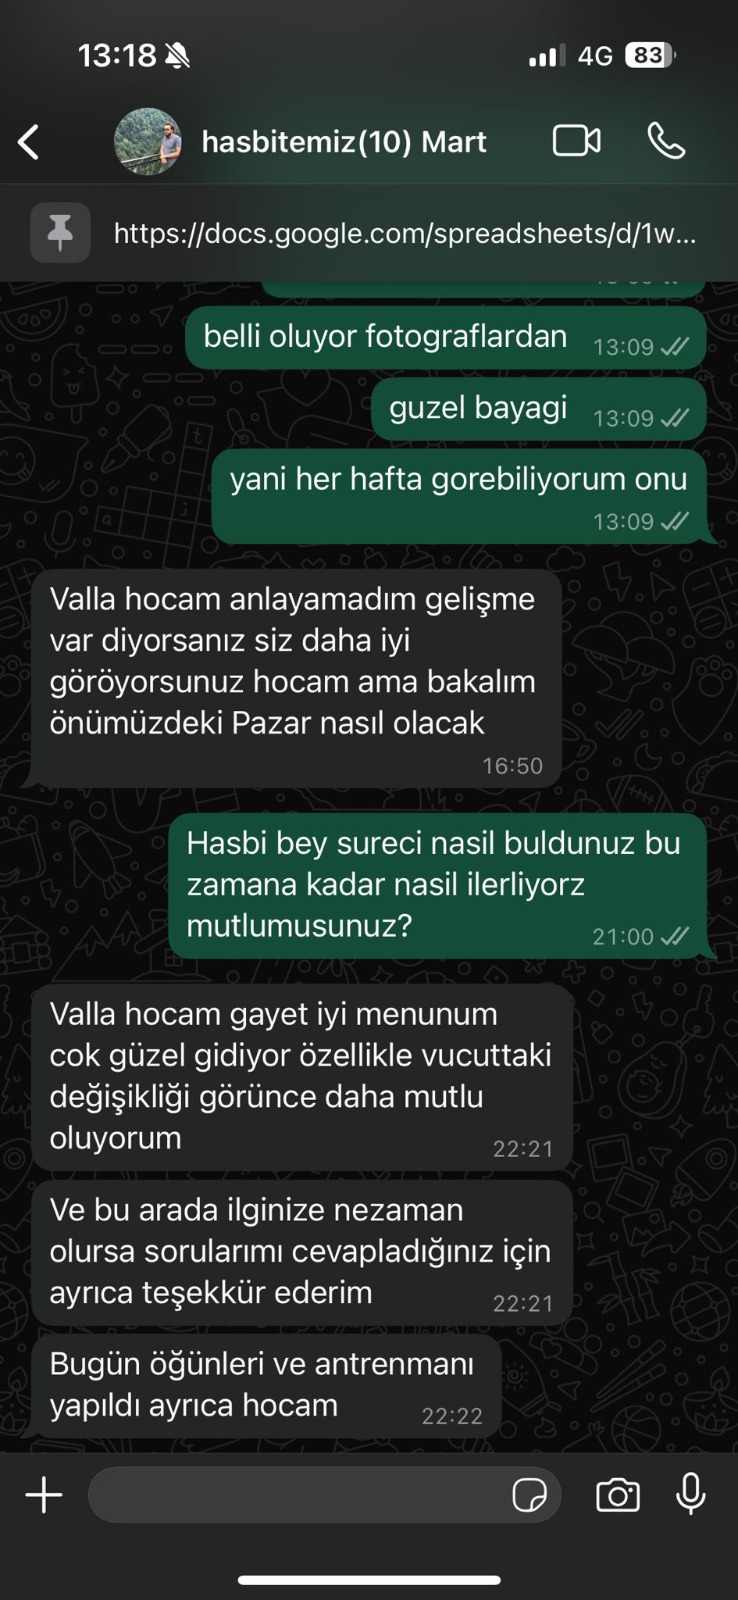 13:18
4G
83
hasbitemiz(10) Mart
https://docs.google.com/spreadsheets/d/1w...
belli oluyor fotograflardan
13:09
guzel bayagi
13:09
yani her hafta gorebiliyorum onu
13:09
Valla hocam anlayamadım gelişme
var diyorsanız siz daha iyi
göröyorsunuz hocam ama bakalım
önümüzdeki Pazar nasıl olacak
16:50
Hasbi bey sureci nasil buldunuz bu
zamana kadar nasil ilerliyorz
mutlumusunuz?
21:00
Valla hocam gayet iyi menunum
cok güzel gidiyor özellikle vucuttaki
değişikliği görünce daha mutlu
oluyorum
22:21
Ve bu arada ilginize nezaman
olursa sorularımı cevapladığınız için
ayrıca teşekkür ederim
22:21
Bugün öğünleri ve antrenmanı
yapıldı ayrıca hocam
22:22